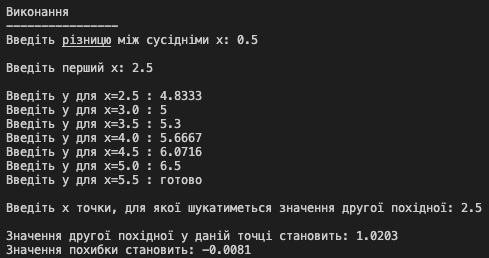 Виконання
----------------
Введіть різницю між сусідніми x: 0.5
Введіть перший x: 2.5
Введіть y для x=2.5 : 4.8333
Введіть y для x=3.0 : 5
Введіть y для x=3.5 : 5.3
Введіть y для x=4.0 : 5.6667
Введіть y для x=4.5 : 6.0716
Введіть y для x=5.0 : 6.5
Введіть y для x=5.5 : готово
Введіть x точки, для якої шукатиметься значення другої похідної: 2.5
Значення другої похідної у даній точці становить: 1.0203
Значення похибки становить: -0.0081